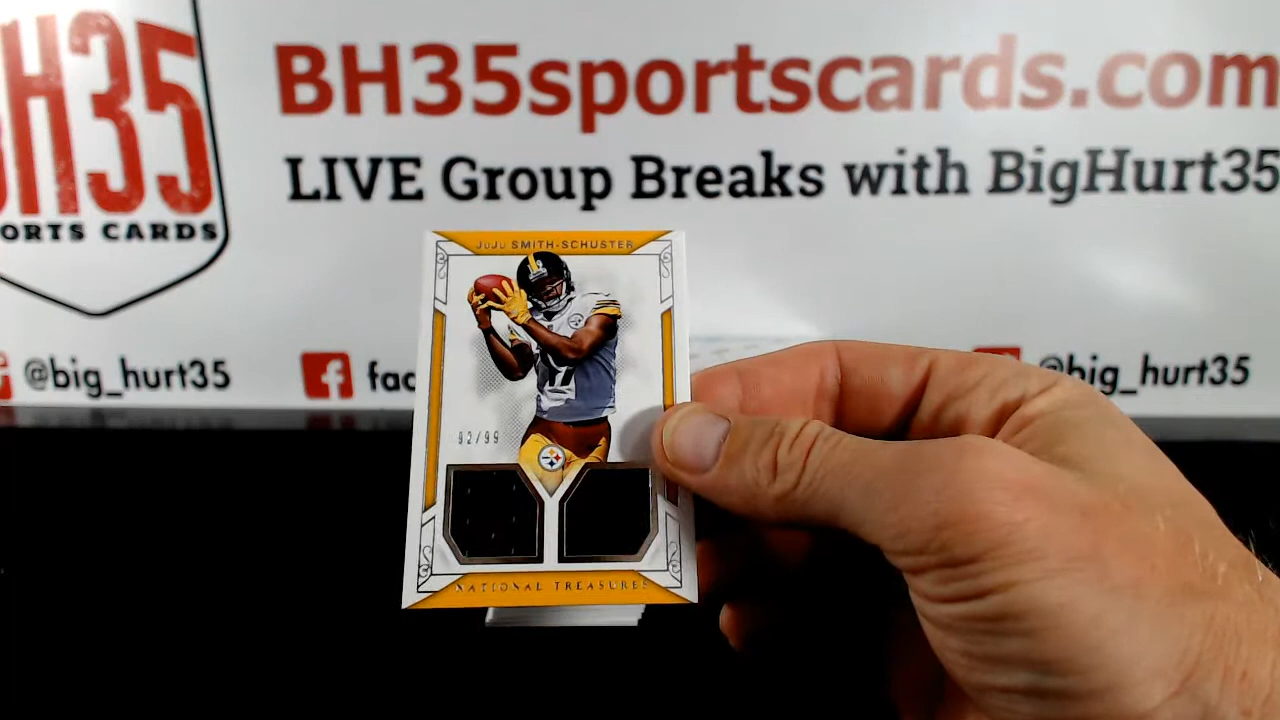 BH35
ORTS CARDS
BH35sportscards.com
LIVE Group Breaks with BigHurt35
@big_hurt35
f
fac
@big_hurt35
JuJu SMITH-SCHUSTER
92/99
NATIONAL TREASURES